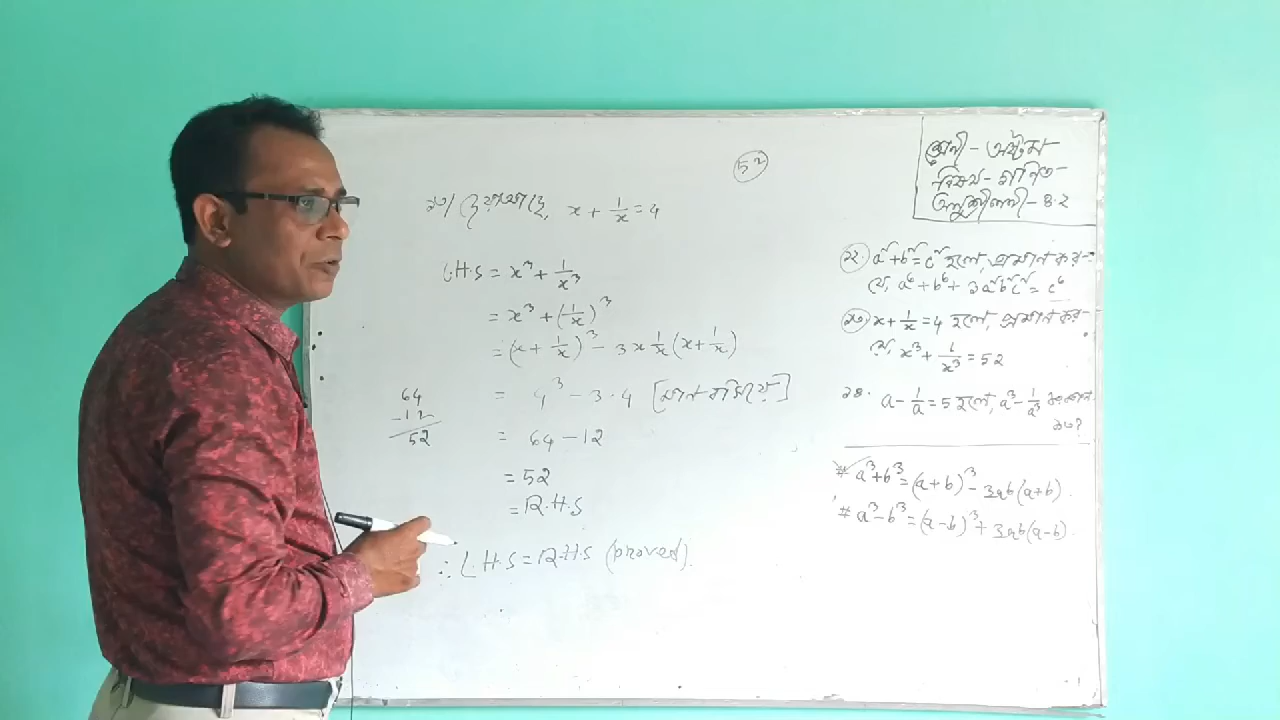 ৫২
২৩/ দেয়াআছে, x + 1/x = 4
L.H.S = x³ + 1/x³
= x³ + (1/x)³
= (x + 1/x)³ - 3x 1/x (x + 1/x)
= 4³ - 3·4 [মান বসিয়ে]
= 64 - 12
= 52
= R.H.S
∴ L.H.S = R.H.S (proved).
64
-12
52
শ্রেণী - অষ্টম
বিষয় - গণিত
অনুশীলনী - ৪.২
২২. a² + b² = c² হলে, প্রমাণ কর-
যে, a⁶ + b⁶ + 3a²b²c² = c⁶
২৩. x + 1/x = 4 হলে, প্রমাণ কর-
যে, x³ + 1/x³ = 52
২৪. a - 1/a = 5 হলে, a³ - 1/a³ এর মান
কত?
# a³ + b³ = (a+b)³ - 3ab(a+b).
# a³ - b³ = (a-b)³ + 3ab(a-b).